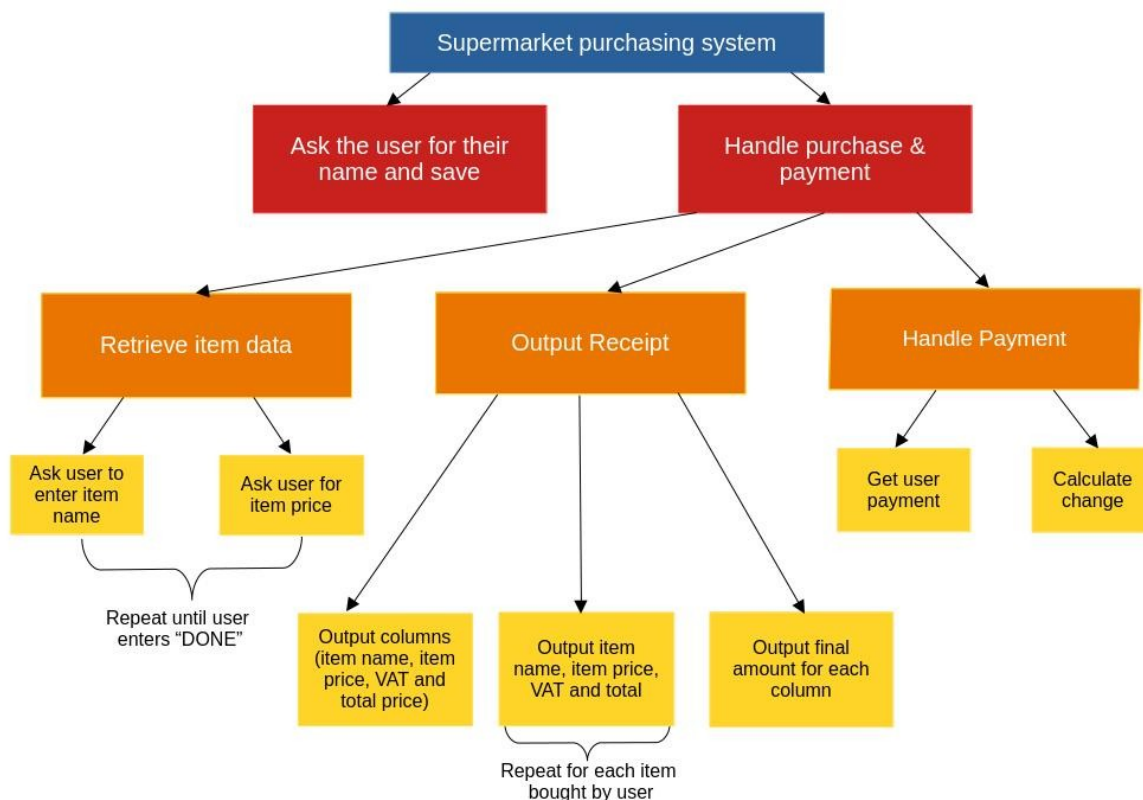 Supermarket purchasing system
Ask the user for their
name and save
Handle purchase &
payment
Retrieve item data
Output Receipt
Handle Payment
Ask user to
enter item
name
Ask user for
item price
Get user
payment
Calculate
change
Repeat until user
enters “DONE”
Output columns
(item name, item
price, VAT and
total price)
Output item
name, item price,
VAT and total
Output final
amount for each
column
Repeat for each item
bought by user